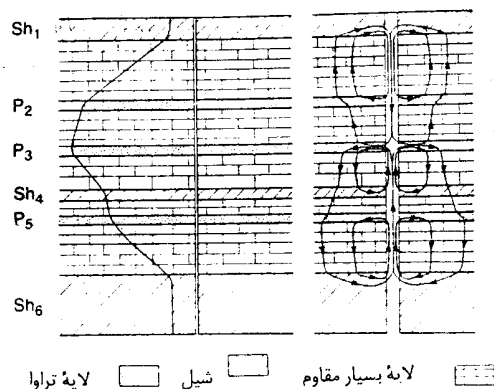 Sh1
P2
P3
Sh4
P5
Sh6
لایهٔ بسیار مقاوم
شیل
لایهٔ تراوا